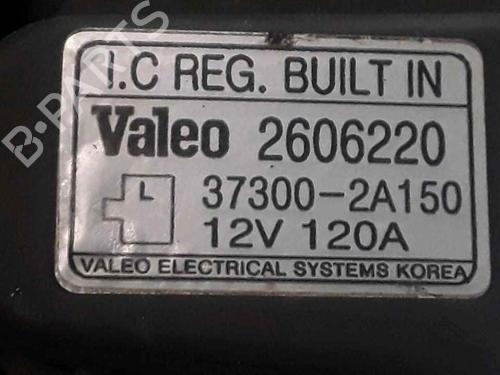 I.C REG. BUILT IN
Valeo 2606220
37300-2A150
12V 120A
VALEO ELECTRICAL SYSTEMS KOREA
B-PARTS